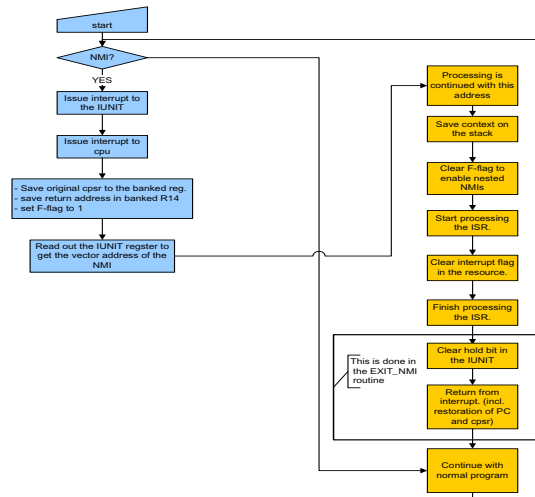 start
NMI?
YES
Issue interrupt to
the IUNIT
Issue interrupt to
cpu
- Save original cpsr to the banked reg.
- save return address in banked R14
- set F-flag to 1
Read out the IUNIT regster to
get the vector address of the
NMI
Processing is
continued with this
address
Save context on
the stack
Clear F-flag to
enable nested
NMIs
Start processing
the ISR.
Clear interrupt flag
in the resource.
Finish processing
the ISR.
This is done in
the EXIT_NMI
routine
Clear hold bit in
the IUNIT
Return from
interrupt. (incl.
restoration of PC
and cpsr)
Continue with
normal program